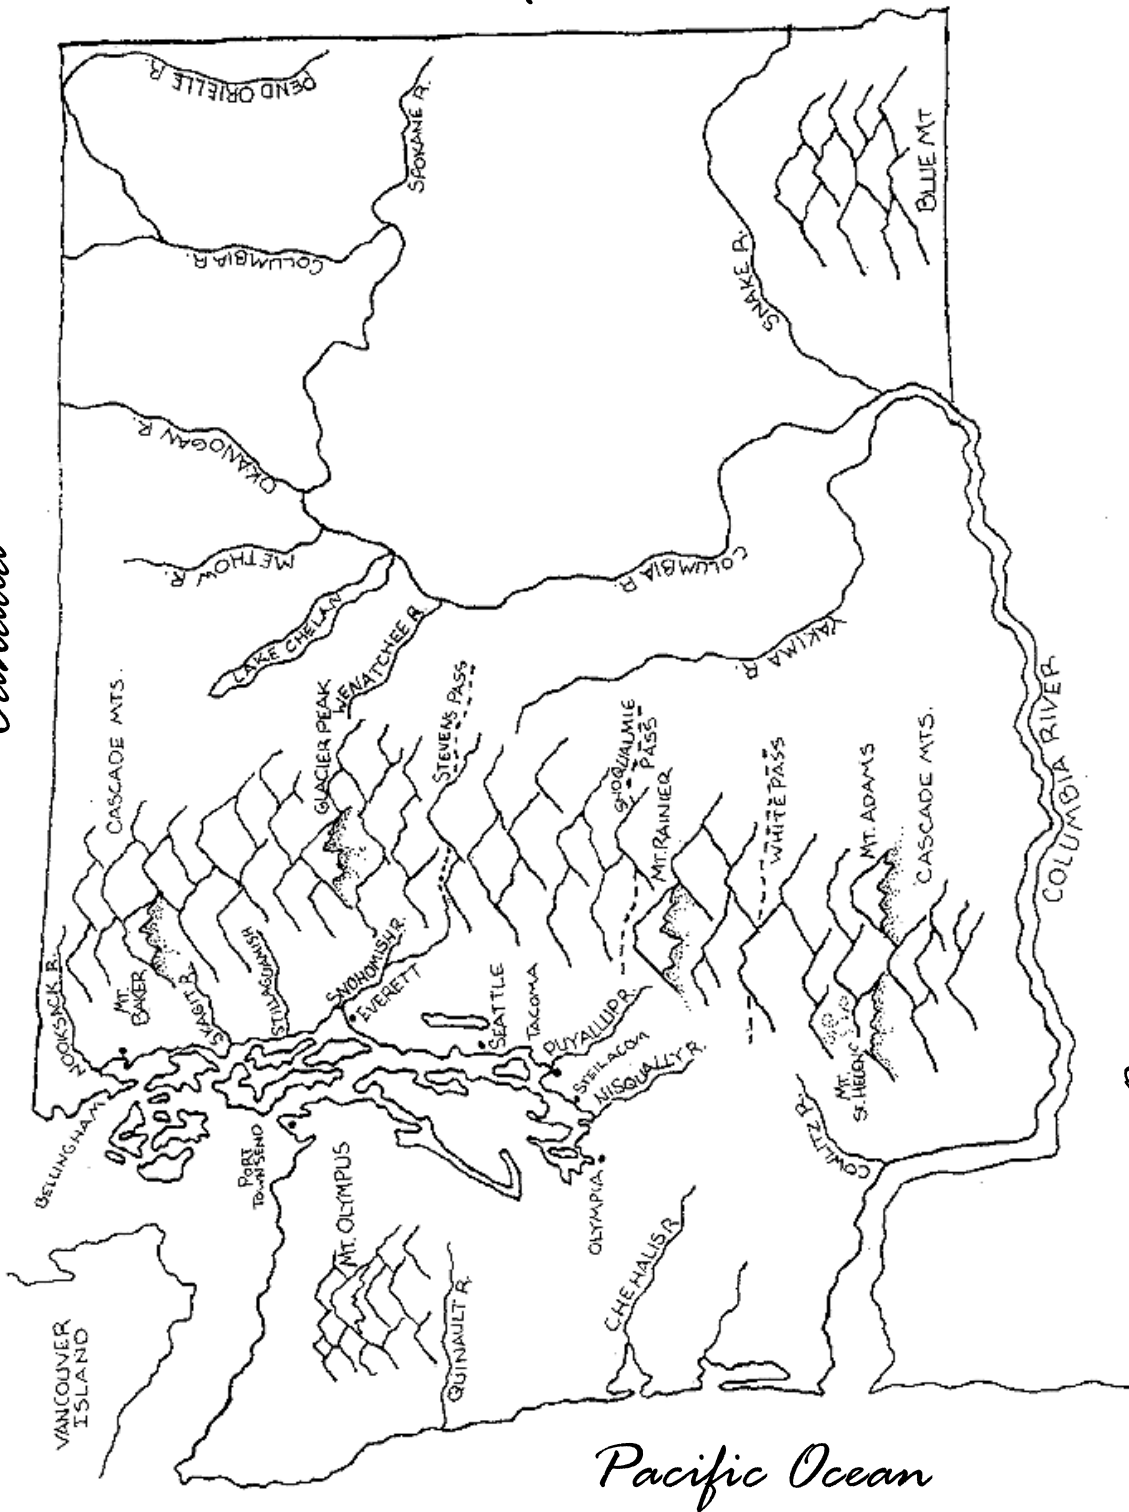 Canada
PEND ORIELLE R.
SPOKANE R.
BLUE MT
COLUMBIA R.
SNAKE R.
OKANOGAN R.
METHOW R.
LAKE CHELAN
WENATCHEE R.
COLUMBIA R.
YAKIMA R.
CASCADE MTS.
GLACIER PEAK
STEVENS PASS
SNOQUALMIE
PASS
MT. RAINIER
WHITE PASS
MT. ADAMS
CASCADE MTS.
COLUMBIA RIVER
NOOKSACK R.
MT.
BAKER
SKAGIT R.
STILLAGUAMISH
SNOHOMISH R.
EVERETT
SEATTLE
TACOMA
PUYALLUP R.
STEILACOM
NISQUALLY R.
MT.
ST. HELENS
COWLITZ R.
BELLINGHAM
PORT
TOWNSEND
MT. OLYMPUS
OLYMPIA
CHEHALIS R
QUINAULT R.
VANCOUVER
ISLAND
Pacific Ocean